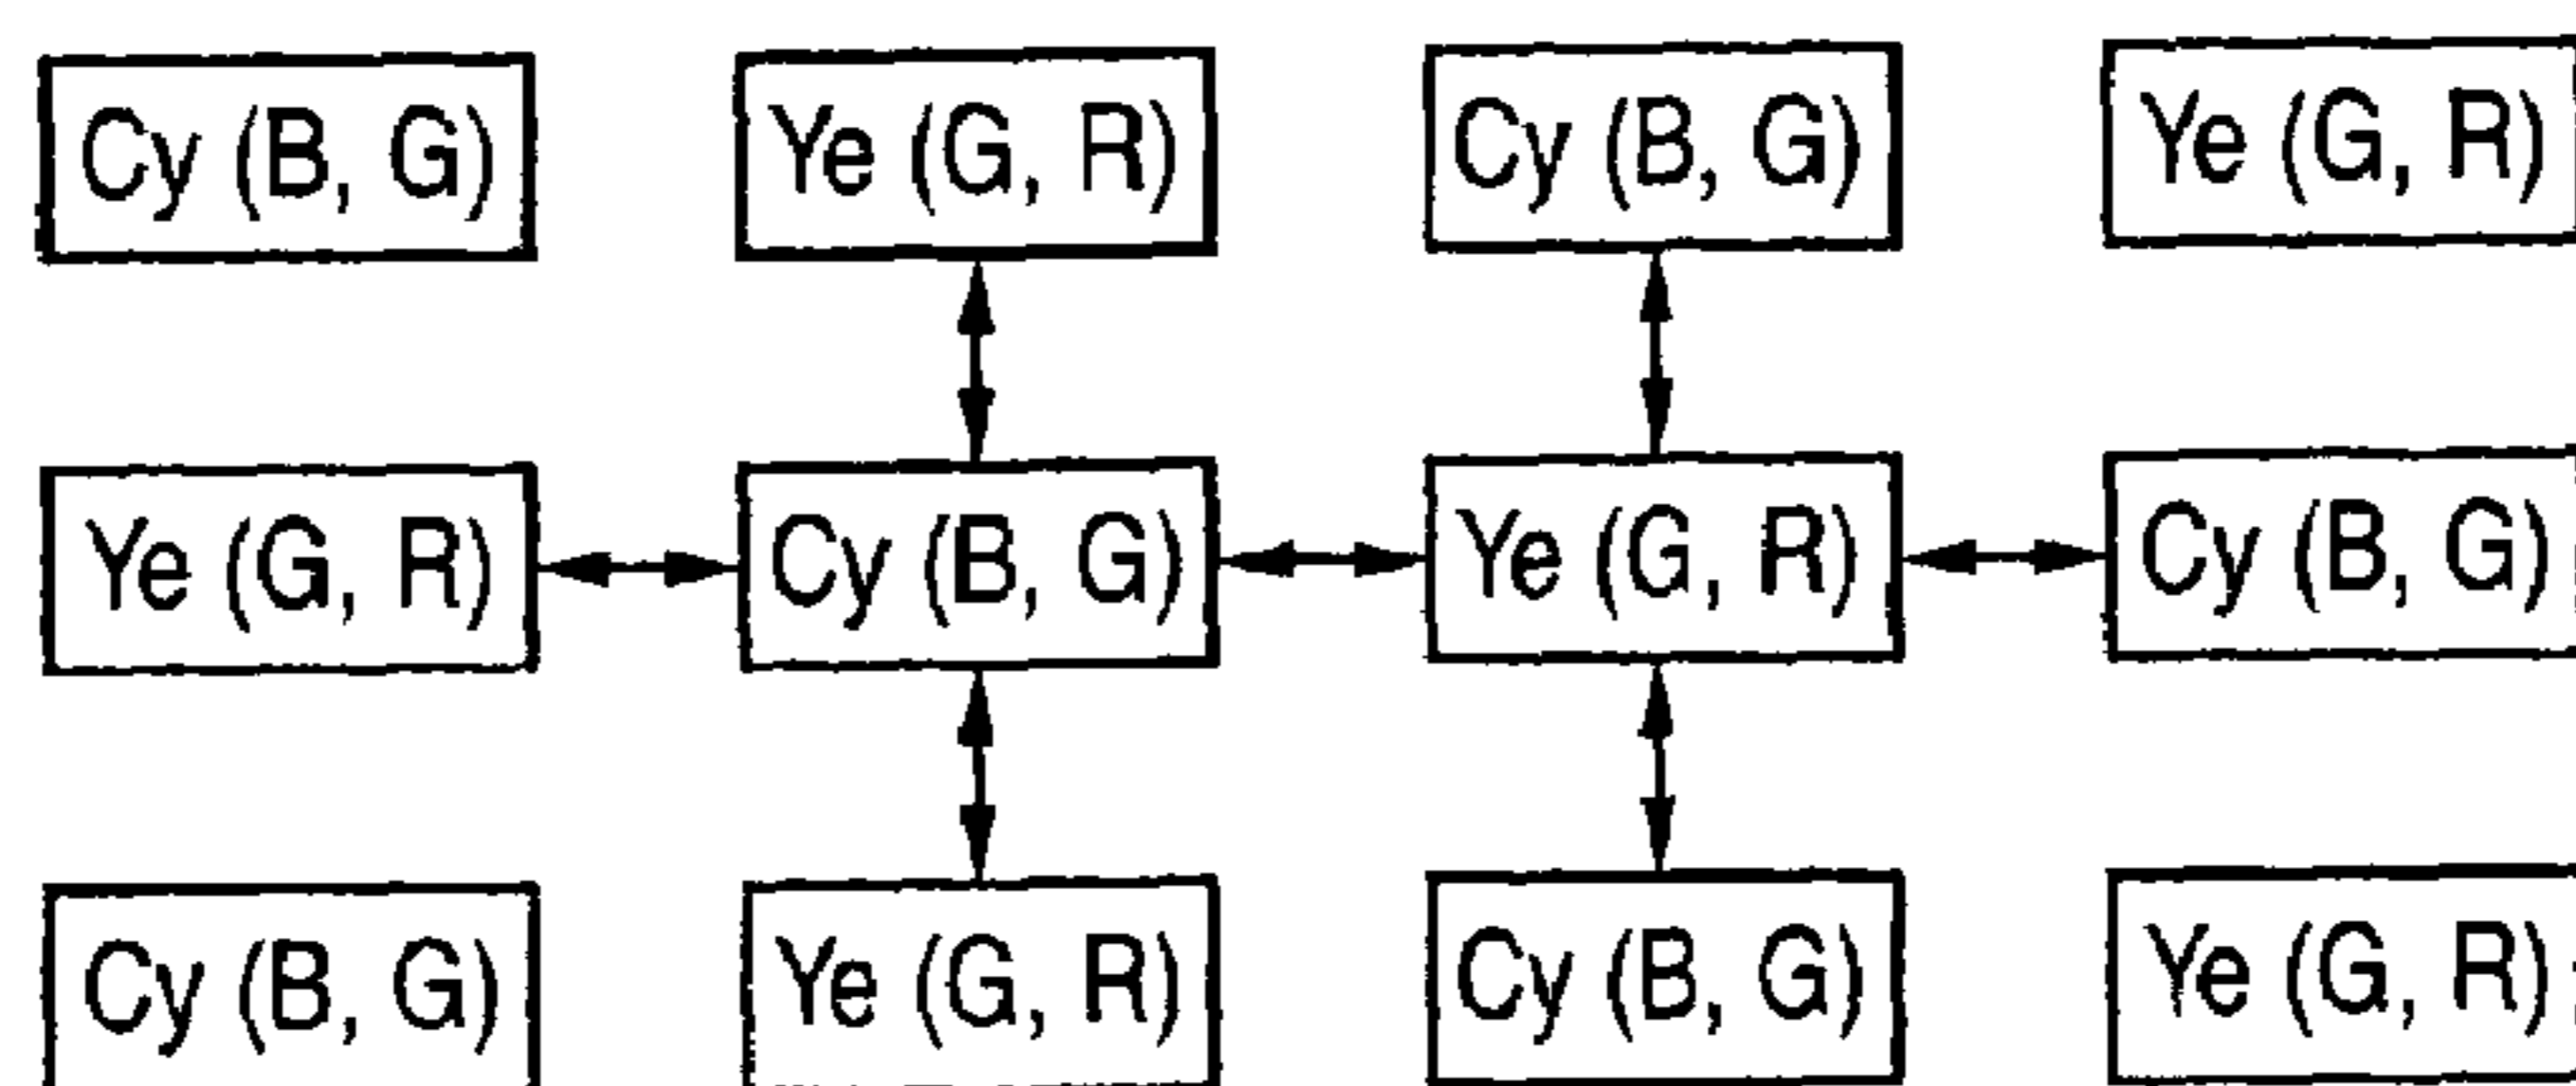 Cy (B, G) Ye (G, R) Cy (B, G) Ye (G, R)
Ye (G, R) Cy (B, G) Ye (G, R) Cy (B, G)
Cy (B, G) Ye (G, R) Cy (B, G) Ye (G, R)